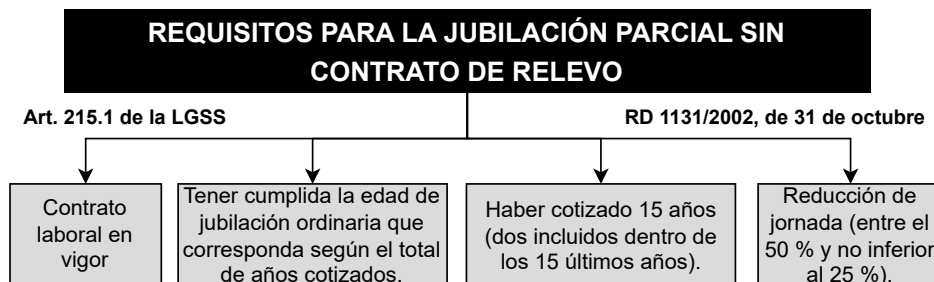 REQUISITOS PARA LA JUBILACIÓN PARCIAL SIN
CONTRATO DE RELEVO
Art. 215.1 de la LGSS
RD 1131/2002, de 31 de octubre
Contrato
laboral en
vigor
Tener cumplida la edad de
jubilación ordinaria que
corresponda según el total
de años cotizados.
Haber cotizado 15 años
(dos incluidos dentro de
los 15 últimos años).
Reducción de
jornada (entre el
50 % y no inferior
al 25 %).